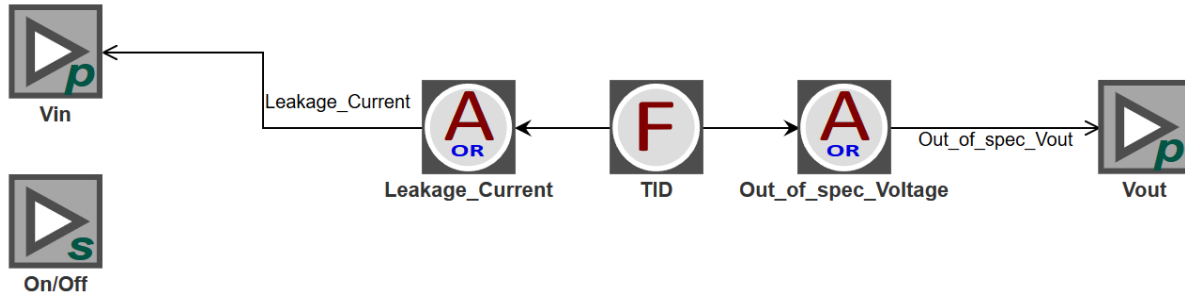 p
Vin
Leakage_Current
A
OR
Leakage_Current
F
TID
A
OR
Out_of_spec_Voltage
Out_of_spec_Vout
p
Vout
s
On/Off